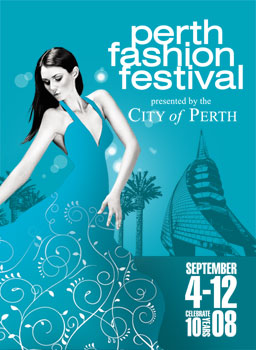 perth
fashion
festival
presented by the
CITY of PERTH
SEPTEMBER
4-12
CELEBRATE
10 YEARS 08